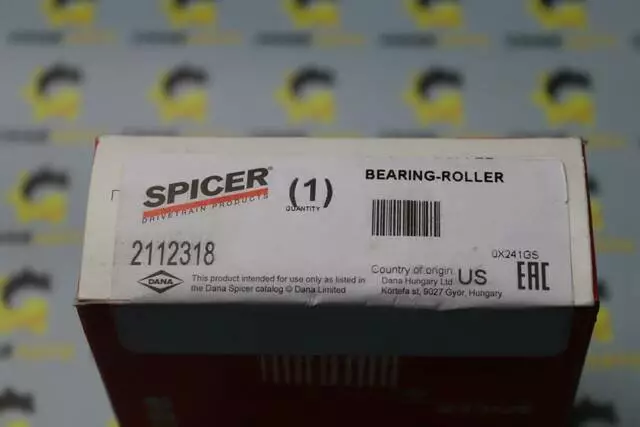 SPICER®
DRIVETRAIN PRODUCTS
(1)
QUANTITY
BEARING-ROLLER
2112318
0X241GS
DANA
This product intended for use only as listed in
the Dana Spicer catalog © Dana Limited
Country of origin US
Dana Hungary Ltd
Kortefa st, 9027 Gyor, Hungary
EAC